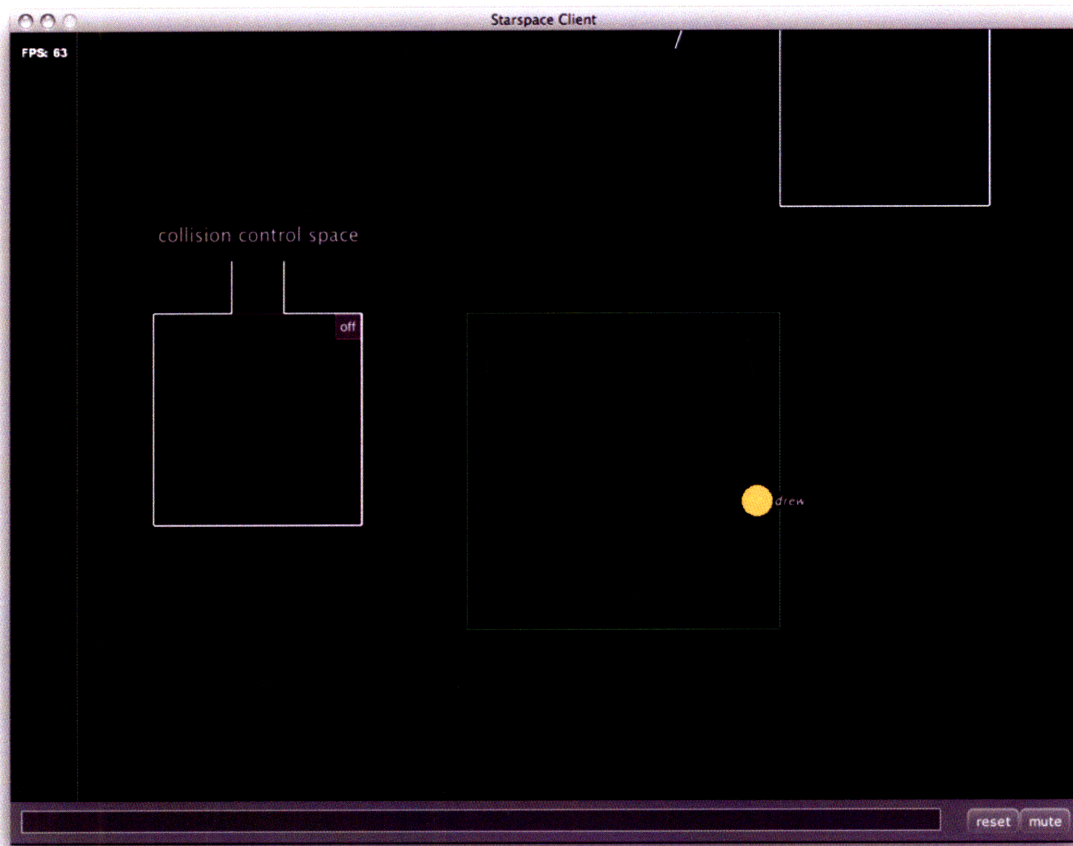 Starspace Client
FPS: 63
collision control space
off
drew
reset mute